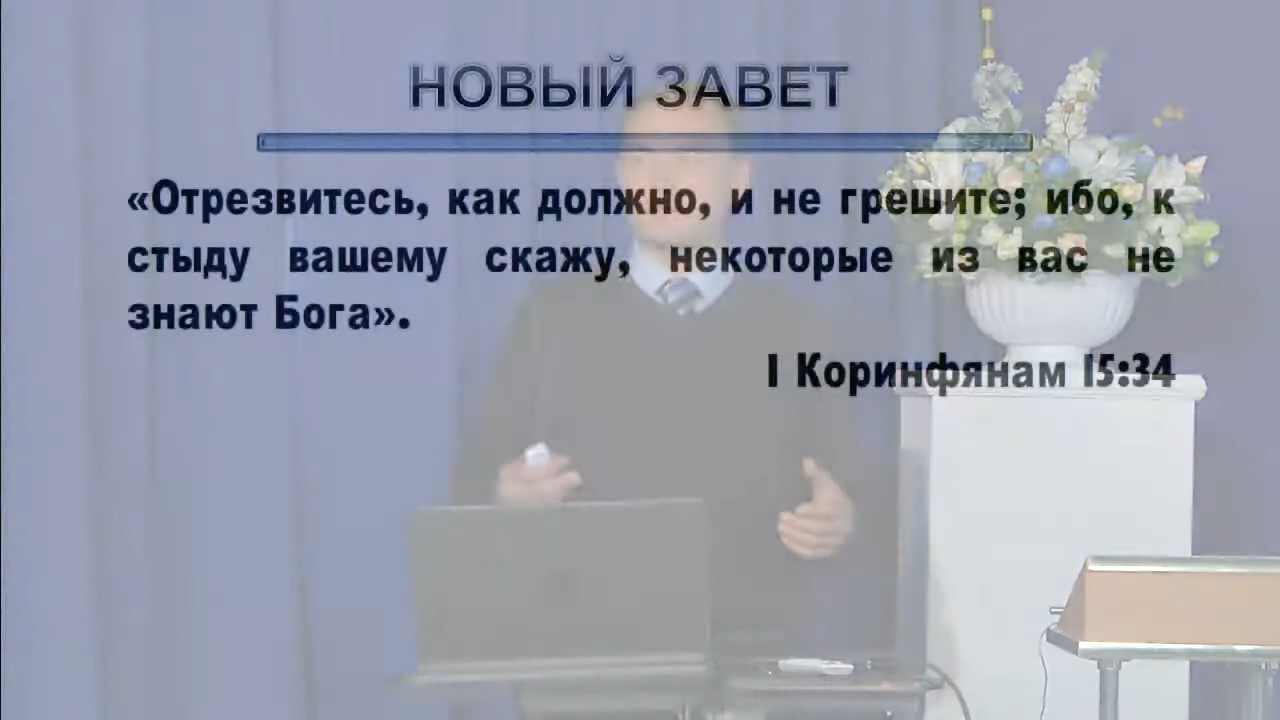 НОВЫЙ ЗАВЕТ
«Отрезвитесь, как должно, и не грешите; ибо, к
стыду вашему скажу, некоторые из вас не
знают Бога».
1 Коринфянам 15:34